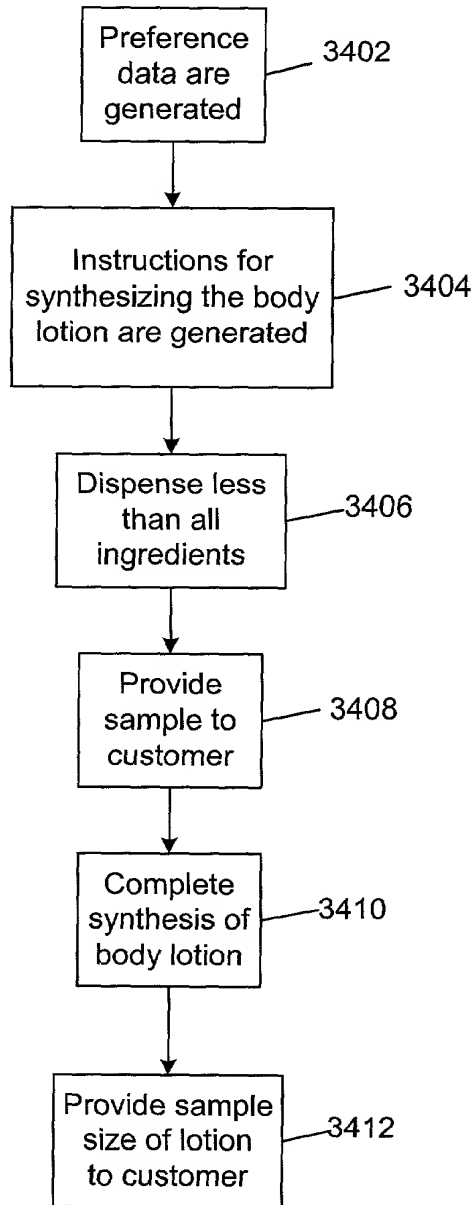 Preference
data are
generated
3402
Instructions for
synthesizing the body
lotion are generated
3404
Dispense less
than all
ingredients
3406
Provide
sample to
customer
3408
Complete
synthesis of
body lotion
3410
Provide sample
size of lotion
to customer
3412